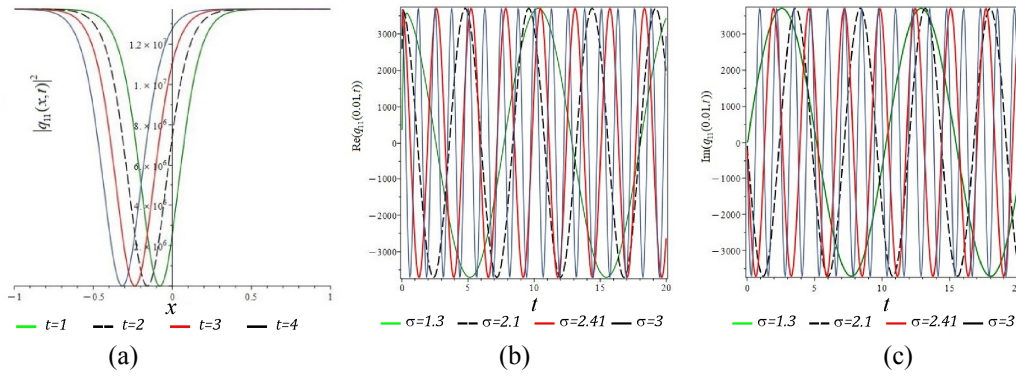 |q₁₁(x,t)|²
1.2 × 10⁷
1. × 10⁷
8. × 10⁶
6. × 10⁶
4. × 10⁶
-1 -0.5 0 0.5 1
x
t=1 t=2 t=3 t=4
(a)
Re(q₁₁(0.01,t))
3000
2000
1000
0
−1000
−2000
−3000
0 5 10 15 20
t
σ=1.3 σ=2.1 σ=2.41 σ=3
(b)
Im(q₁₁(0.01,t))
3000
2000
1000
0
−1000
−2000
−3000
0 5 10 15 20
t
σ=1.3 σ=2.1 σ=2.41 σ=3
(c)